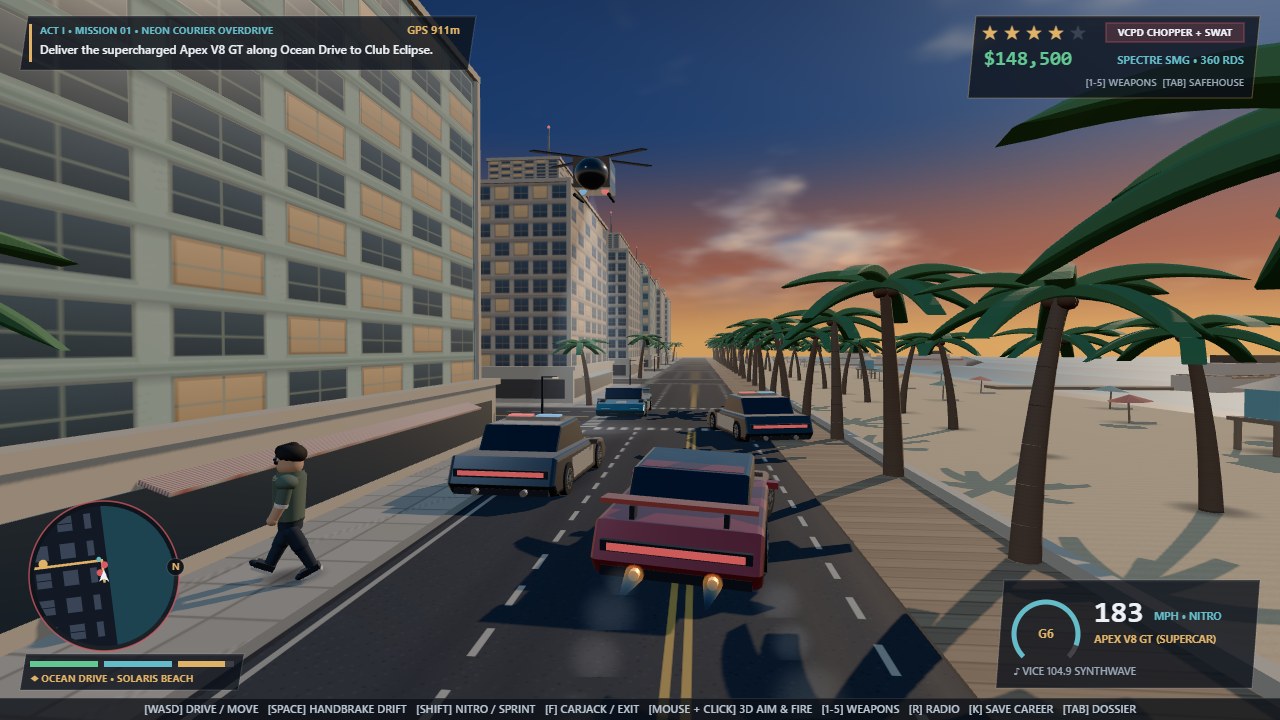 ACT I • MISSION 01 • NEON COURIER OVERDRIVE GPS 911m
Deliver the supercharged Apex V8 GT along Ocean Drive to Club Eclipse.
VCPD CHOPPER + SWAT
$148,500 SPECTRE SMG • 360 RDS
[1-5] WEAPONS [TAB] SAFEHOUSE
N
OCEAN DRIVE • SOLARIS BEACH
G6
183 MPH • NITRO
APEX V8 GT (SUPERCAR)
♪ VICE 104.9 SYNTHWAVE
[WASD] DRIVE / MOVE [SPACE] HANDBRAKE DRIFT [SHIFT] NITRO / SPRINT [F] CARJACK / EXIT [MOUSE + CLICK] 3D AIM & FIRE [1-5] WEAPONS [R] RADIO [K] SAVE CAREER [TAB] DOSSIER